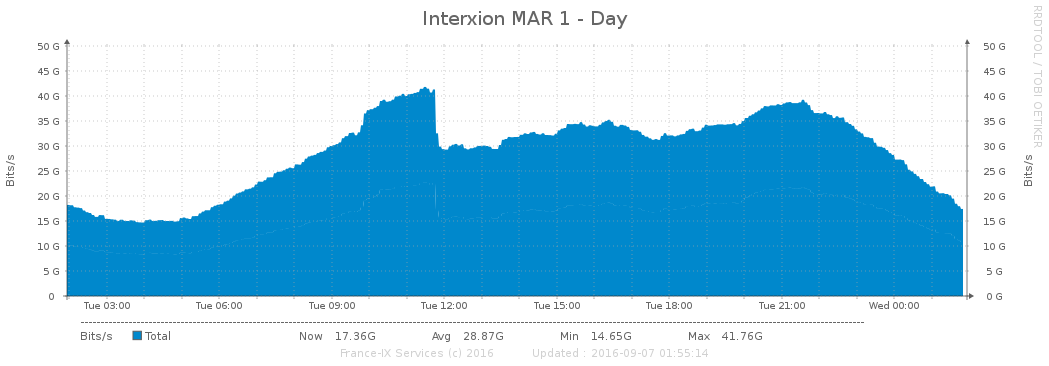 Interxion MAR 1 - Day
RRDTOOL / TOBI OETIKER
50 G 50 G
45 G 45 G
40 G 40 G
35 G 35 G
30 G 30 G
25 G 25 G
20 G 20 G
15 G 15 G
10 G 10 G
5 G 5 G
0 0 G
Bits/s
Bits/s
Tue 03:00 Tue 06:00 Tue 09:00 Tue 12:00 Tue 15:00 Tue 18:00 Tue 21:00 Wed 00:00
Bits/s Total Now 17.36G Avg 28.87G Min 14.65G Max 41.76G
France-IX Services (c) 2016 Updated : 2016-09-07 01:55:14